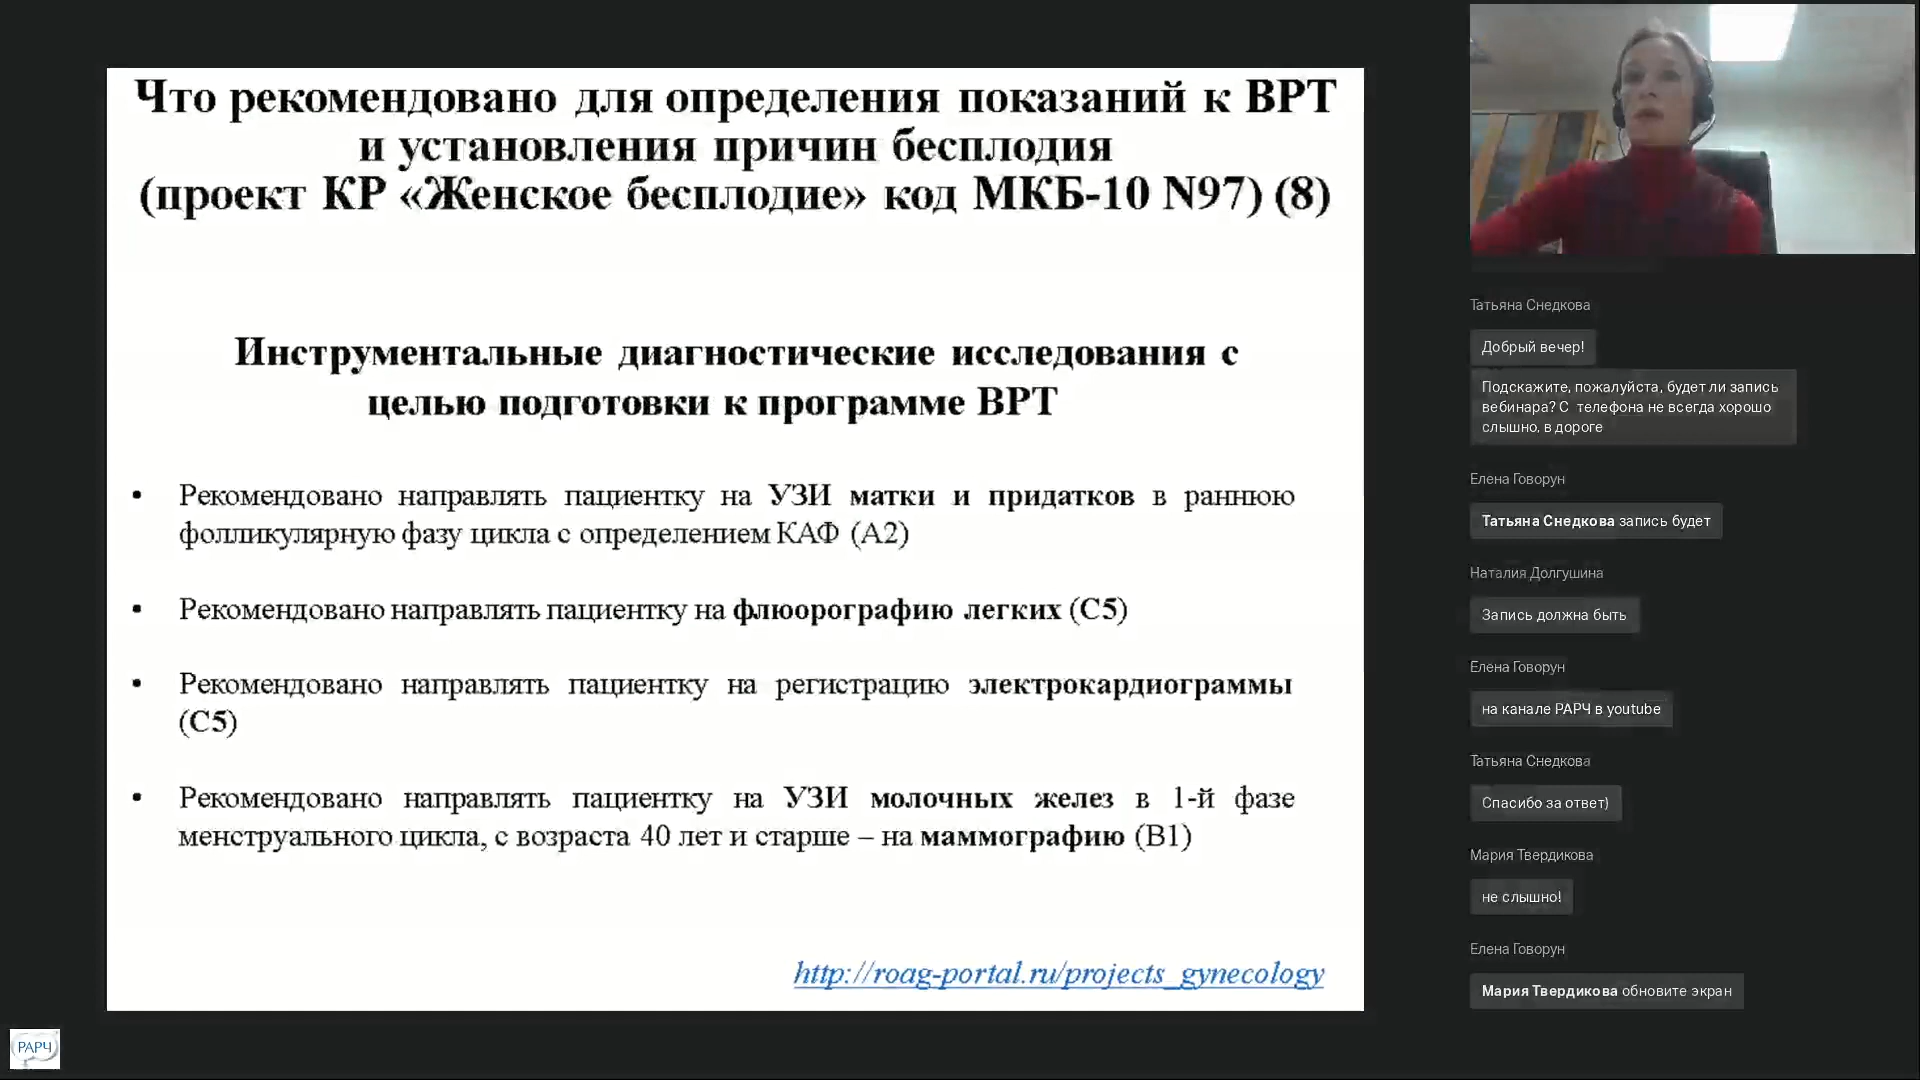 Что рекомендовано для определения показаний к ВРТ
и установления причин бесплодия
(проект КР «Женское бесплодие» код МКБ-10 N97) (8)
Инструментальные диагностические исследования с
целью подготовки к программе ВРТ
• Рекомендовано направлять пациентку на УЗИ матки и придатков в раннюю
фолликулярную фазу цикла с определением КАФ (А2)
• Рекомендовано направлять пациентку на флюорографию легких (С5)
• Рекомендовано направлять пациентку на регистрацию электрокардиограммы
(С5)
• Рекомендовано направлять пациентку на УЗИ молочных желез в 1-й фазе
менструального цикла, с возраста 40 лет и старше – на маммографию (В1)
http://roag-portal.ru/projects_gynecology
РАРЧ
Татьяна Снедкова
Добрый вечер!
Подскажите, пожалуйста, будет ли запись
вебинара? С телефона не всегда хорошо
слышно, в дороге
Елена Говорун
Татьяна Снедкова запись будет
Наталия Долгушина
Запись должна быть
Елена Говорун
на канале РАРЧ в youtube
Татьяна Снедкова
Спасибо за ответ)
Мария Твердикова
не слышно!
Елена Говорун
Мария Твердикова обновите экран